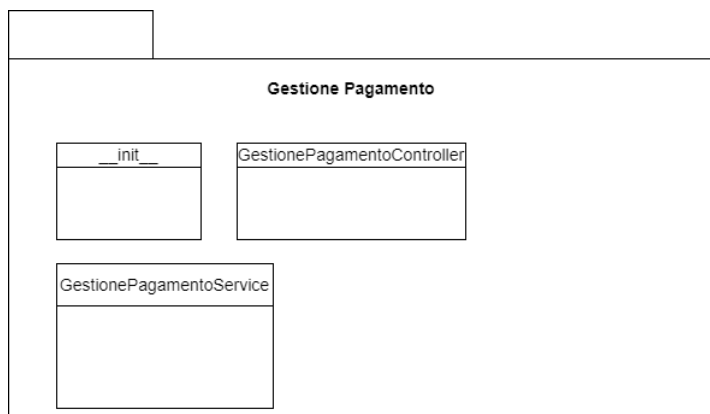 Gestione Pagamento
__init__
GestionePagamentoController
GestionePagamentoService